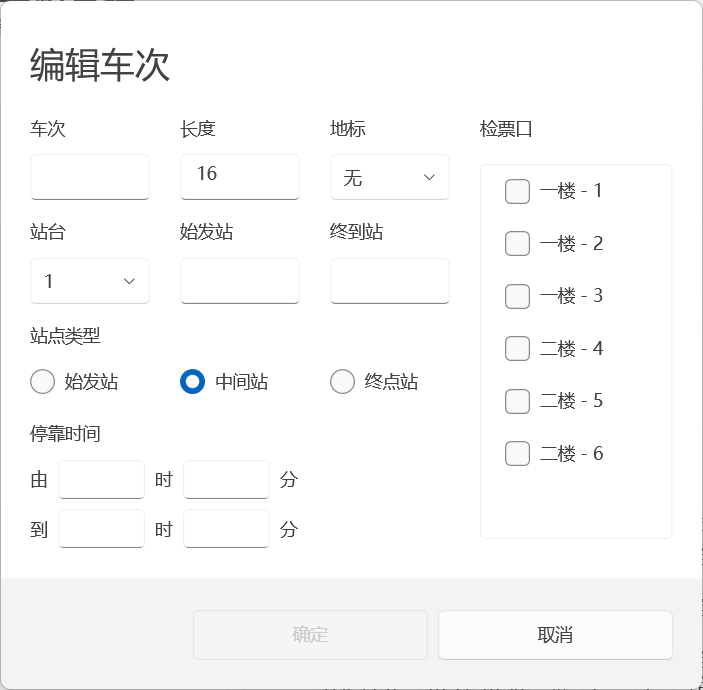 编辑车次
车次 长度 地标 检票口
16 无
一楼 - 1
站台 始发站 终到站
一楼 - 2
1
一楼 - 3
站点类型
二楼 - 4
始发站 中间站 终点站
二楼 - 5
停靠时间
二楼 - 6
由 时 分
到 时 分
确定 取消